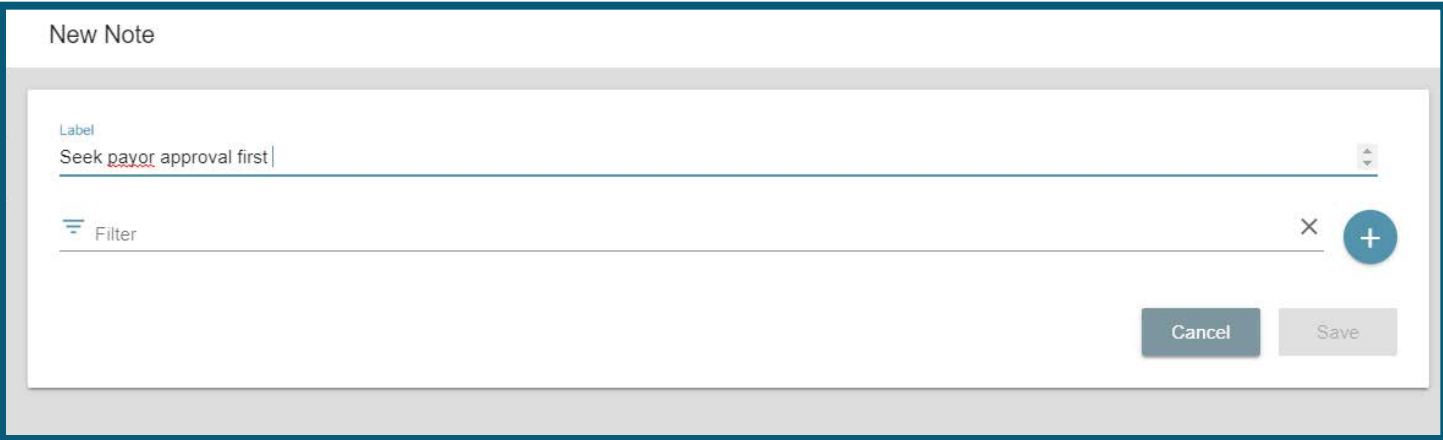 New Note
Label
Seek payor approval first
Filter
Cancel Save